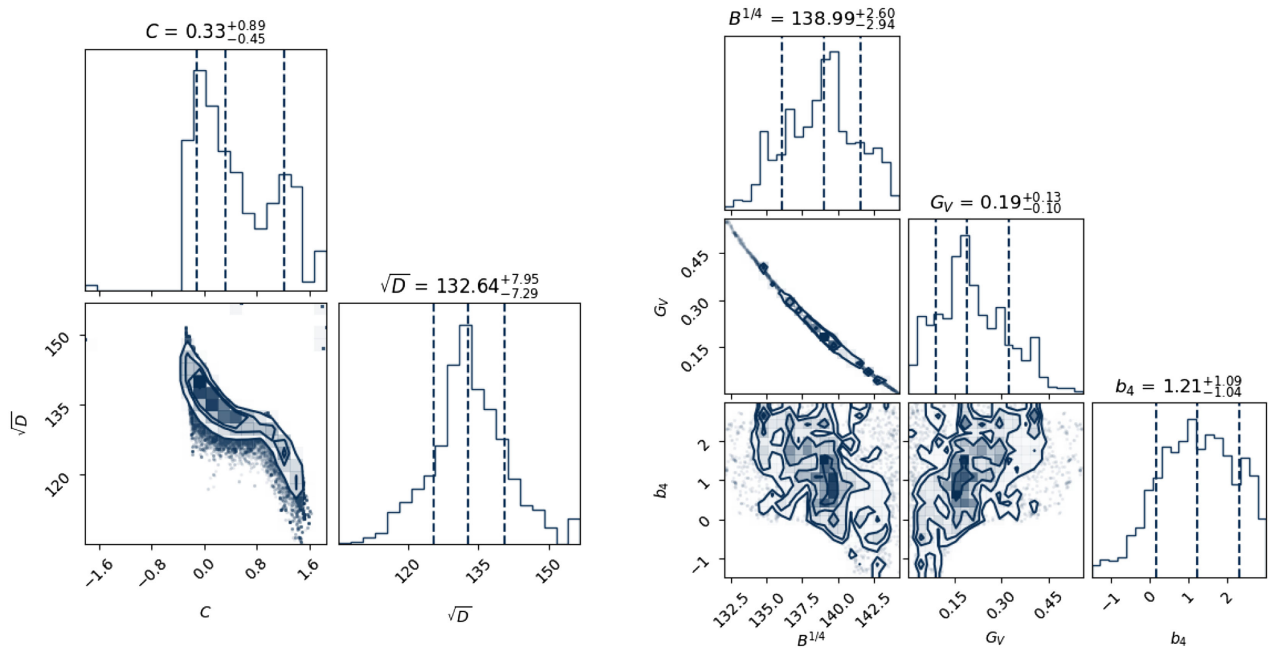 C = 0.33^{+0.89}_{-0.45}
√D = 132.64^{+7.95}_{-7.29}
150
135
120
√D
−1.6
−0.8
0.0
0.8
1.6
C
120
135
150
√D
B^{1/4} = 138.99^{+2.60}_{-2.94}
G_V = 0.19^{+0.13}_{-0.10}
0.45
0.30
0.15
G_V
b_4 = 1.21^{+1.09}_{-1.04}
2
1
0
−1
b_4
132.5
135.0
137.5
140.0
142.5
B^{1/4}
0.15
0.30
0.45
G_V
−1
0
1
2
b_4